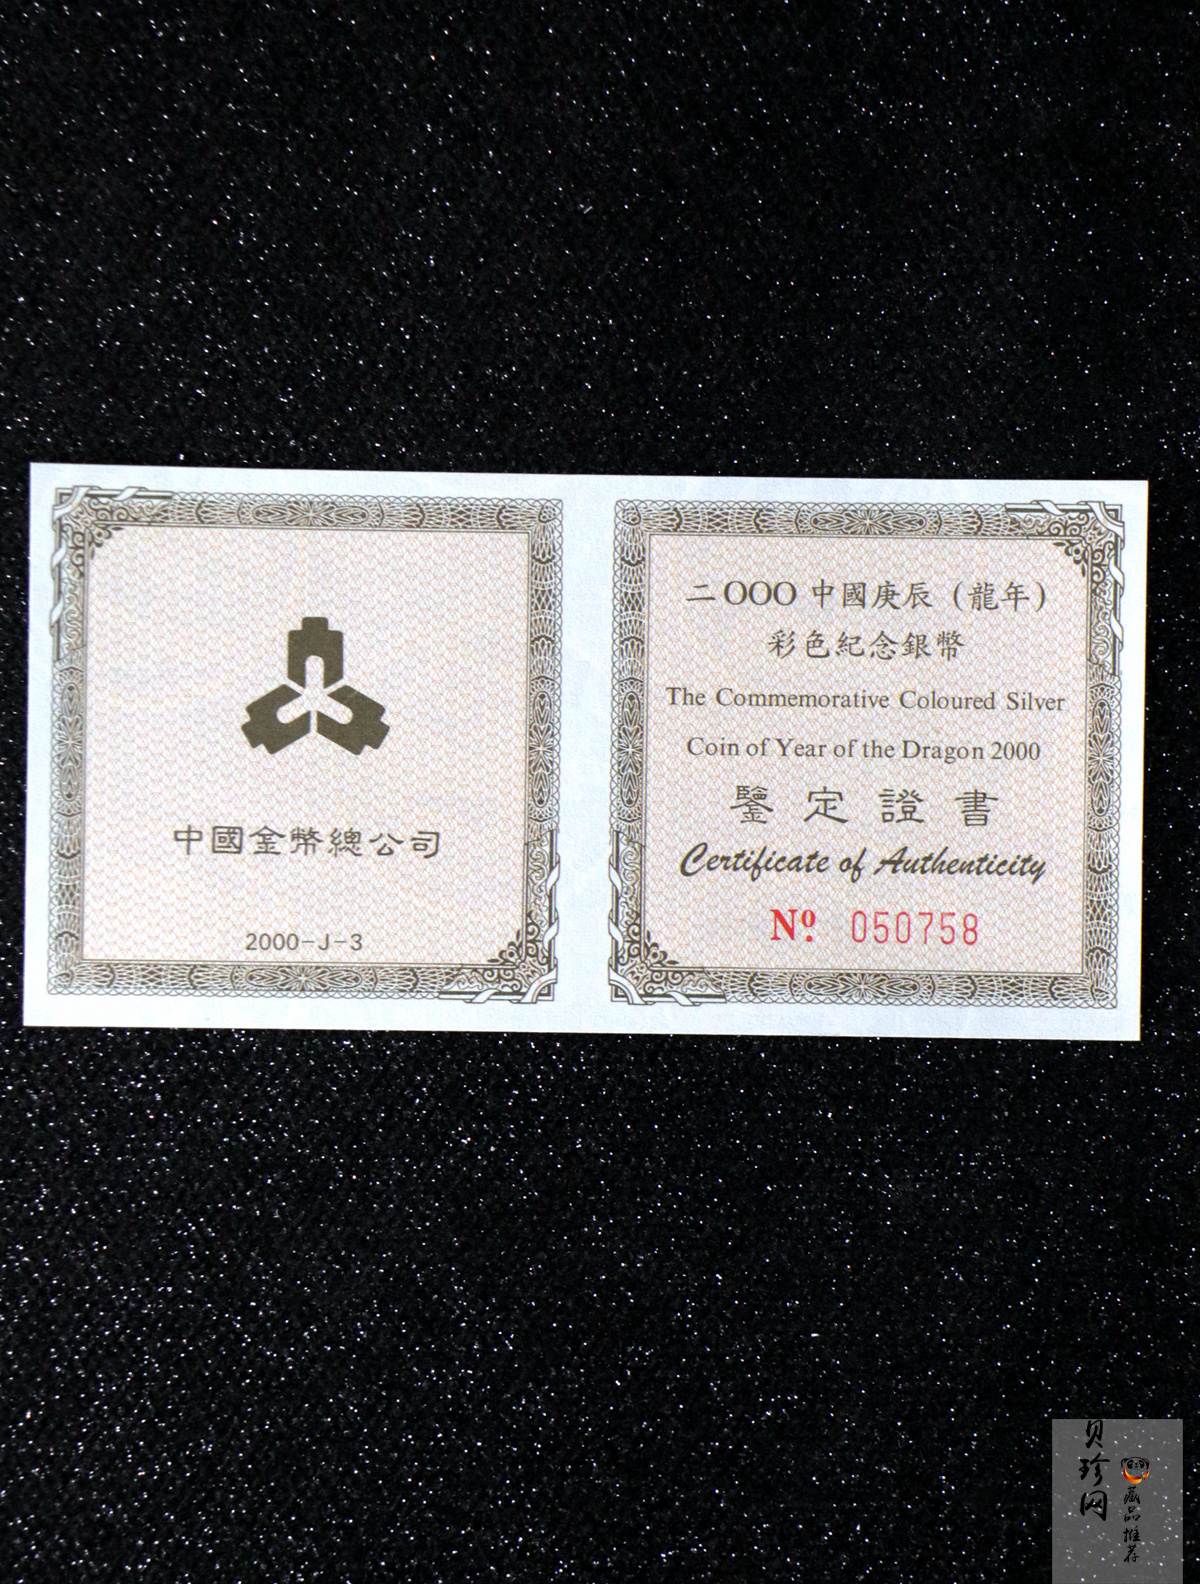 中國金幣總公司
2000-J-3
二OOO 中國庚辰（龍年）
彩色紀念銀幣
The Commemorative Coloured Silver
Coin of Year of the Dragon 2000
鑒定證書
Certificate of Authenticity
Nº. 050758
贝珍网
藏品推荐